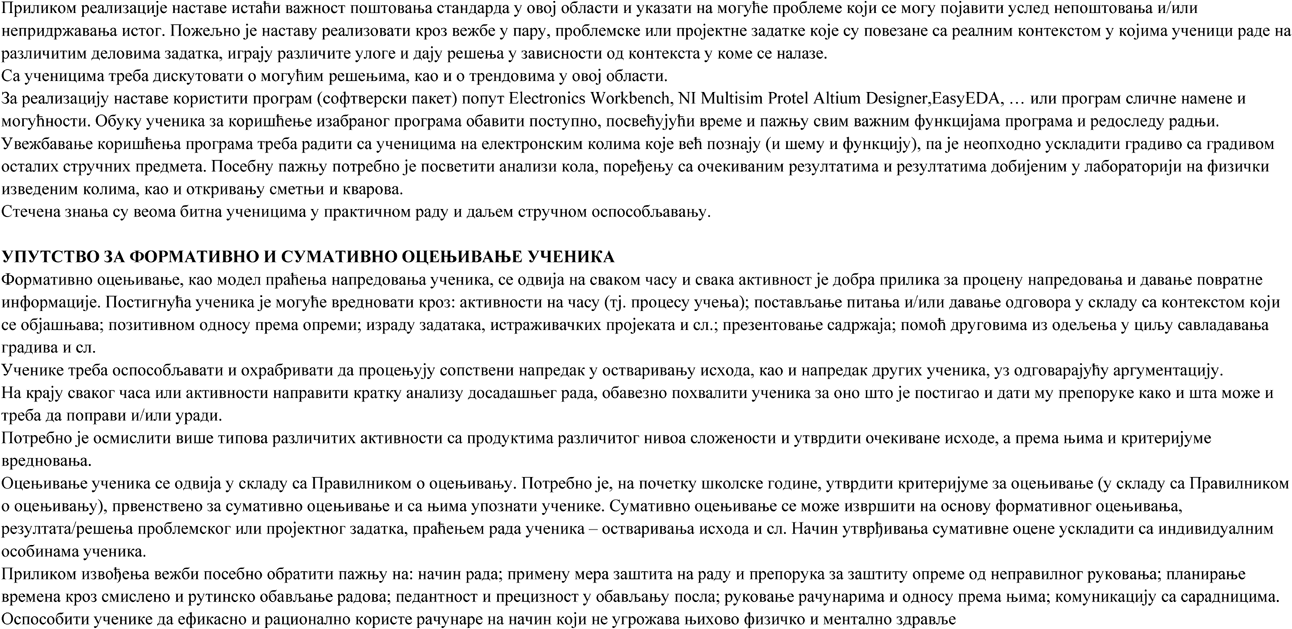 Приликом реализације наставе истаћи важност поштовања стандарда у овој области и указати на могуће проблеме који се могу појавити услед непоштовања и/или
непридржавања истог. Пожељно је наставу реализовати кроз вежбе у пару, проблемске или пројектне задатке које су повезане са реалним контекстом у којима ученици раде на
различитим деловима задатка, играју различите улоге и дају решења у зависности од контекста у коме се налазе.
Са ученицима треба дискутовати о могућим решењима, као и о трендовима у овој области.
За реализацију наставе користити програм (софтверски пакет) попут Electronics Workbench, NI Multisim Protel Altium Designer,EasyEDA, … или програм сличне намене и
могућности. Обуку ученика за коришћење изабраног програма обавити поступно, посвећујући време и пажњу свим важним функцијама програма и редоследу радњи.
Увежбавање коришћења програма треба радити са ученицима на електронским колима које већ познају (и шему и функцију), па је неопходно ускладити градиво са градивом
осталих стручних предмета. Посебну пажњу потребно је посветити анализи кола, поређењу са очекиваним резултатима и резултатима добијеним у лабораторији на физички
изведеним колима, као и откривању сметњи и кварова.
Стечена знања су веома битна ученицима у практичном раду и даљем стручном оспособљавању.
УПУТСТВО ЗА ФОРМАТИВНО И СУМАТИВНО ОЦЕЊИВАЊЕ УЧЕНИКА
Формативно оцењивање, као модел праћења напредовања ученика, се одвија на сваком часу и свака активност је добра прилика за процену напредовања и давање повратне
информације. Постигнућа ученика је могуће вредновати кроз: активности на часу (тј. процесу учења); постављање питања и/или давање одговора у складу са контекстом који
се објашњава; позитивном односу према опреми; израду задатака, истраживачких пројеката и сл.; презентовање садржаја; помоћ друговима из одељења у циљу савладавања
градива и сл.
Ученике треба оспособљавати и охрабривати да процењују сопствени напредак у остваривању исхода, као и напредак других ученика, уз одговарајућу аргументацију.
На крају сваког часа или активности направити кратку анализу досадашњег рада, обавезно похвалити ученика за оно што је постигао и дати му препоруке како и шта може и
треба да поправи и/или уради.
Потребно је осмислити више типова различитих активности са продуктима различитог нивоа сложености и утврдити очекиване исходе, а према њима и критеријуме
вредновања.
Оцењивање ученика се одвија у складу са Правилником о оцењивању. Потребно је, на почетку школске године, утврдити критеријуме за оцењивање (у складу са Правилником
о оцењивању), првенствено за сумативно оцењивање и са њима упознати ученике. Сумативно оцењивање се може извршити на основу формативног оцењивања,
резултата/решења проблемског или пројектног задатка, праћењем рада ученика – остваривања исхода и сл. Начин утврђивања сумативне оцене ускладити са индивидуалним
особинама ученика.
Приликом извођења вежби посебно обратити пажњу на: начин рада; примену мера заштита на раду и препорука за заштиту опреме од неправилног руковања; планирање
времена кроз смислено и рутинско обављање радова; педантност и прецизност у обављању посла; руковање рачунарима и односу према њима; комуникацију са сарадницима.
Оспособити ученике да ефикасно и рационално користе рачунаре на начин који не угрожава њихово физичко и ментално здравље